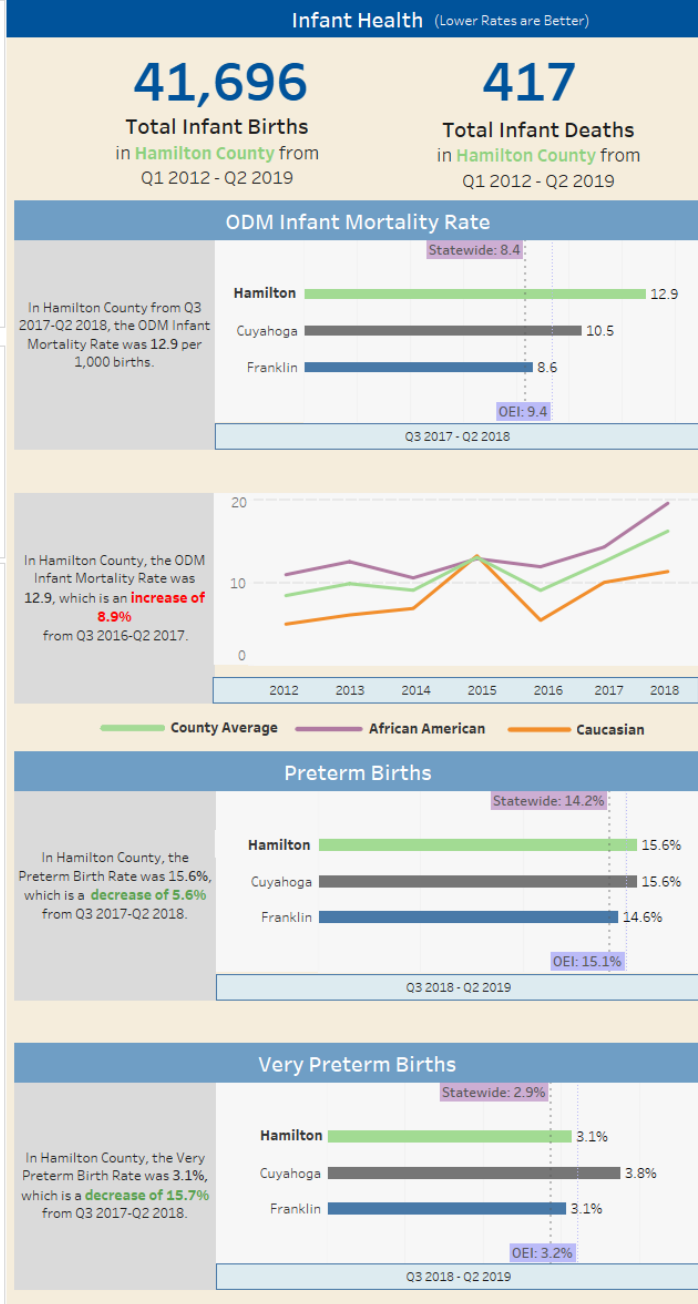 Infant Health (Lower Rates are Better)
41,696
Total Infant Births
in Hamilton County from
Q1 2012 - Q2 2019
417
Total Infant Deaths
in Hamilton County from
Q1 2012 - Q2 2019
ODM Infant Mortality Rate
In Hamilton County from Q3
2017-Q2 2018, the ODM Infant
Mortality Rate was 12.9 per
1,000 births.
Statewide: 8.4
Hamilton 12.9
Cuyahoga 10.5
Franklin 8.6
OEI: 9.4
Q3 2017 - Q2 2018
In Hamilton County, the ODM
Infant Mortality Rate was
12.9, which is an increase of
8.9%
from Q3 2016-Q2 2017.
20
10
0
2012 2013 2014 2015 2016 2017 2018
County Average African American Caucasian
Preterm Births
In Hamilton County, the
Preterm Birth Rate was 15.6%,
which is a decrease of 5.6%
from Q3 2017-Q2 2018.
Statewide: 14.2%
Hamilton 15.6%
Cuyahoga 15.6%
Franklin 14.6%
OEI: 15.1%
Q3 2018 - Q2 2019
Very Preterm Births
In Hamilton County, the Very
Preterm Birth Rate was 3.1%,
which is a decrease of 15.7%
from Q3 2017-Q2 2018.
Statewide: 2.9%
Hamilton 3.1%
Cuyahoga 3.8%
Franklin 3.1%
OEI: 3.2%
Q3 2018 - Q2 2019